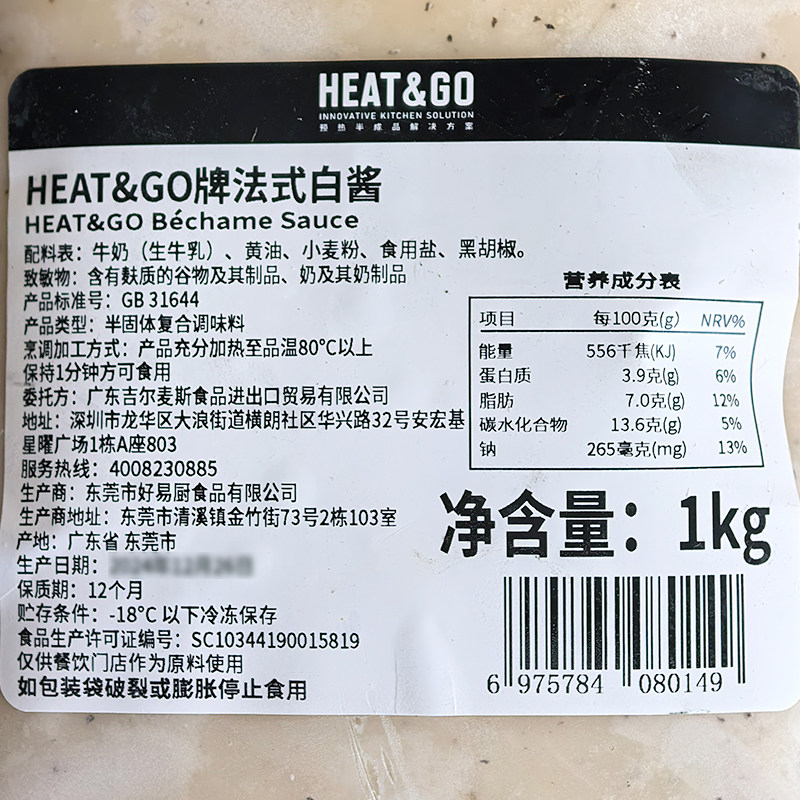 HEAT&GO
INNOVATIVE KITCHEN SOLUTION
预热半成品解决方案
HEAT&GO牌法式白酱
HEAT&GO Béchame Sauce
配料表：牛奶（生牛乳）、黄油、小麦粉、食用盐、黑胡椒。
致敏物：含有麸质的谷物及其制品、奶及其奶制品
产品标准号：GB 31644
产品类型：半固体复合调味料
烹调加工方式：产品充分加热至品温80°C以上
保持1分钟方可食用
委托方：广东吉尔麦斯食品进出口贸易有限公司
地址：深圳市龙华区大浪街道横朗社区华兴路32号安宏基
星曜广场1栋A座803
服务热线：4008230885
生产商：东莞市好易厨食品有限公司
生产商地址：东莞市清溪镇金竹街73号2栋103室
产地：广东省 东莞市
生产日期：
保质期：12个月
贮存条件：-18°C 以下冷冻保存
食品生产许可证编号：SC10344190015819
仅供餐饮门店作为原料使用
如包装袋破裂或膨胀停止食用
营养成分表
项目 每100克(g) NRV%
能量 556千焦(KJ) 7%
蛋白质 3.9克(g) 6%
脂肪 7.0克(g) 12%
碳水化合物 13.6克(g) 5%
钠 265毫克(mg) 13%
净含量：1kg
6 975784 080149